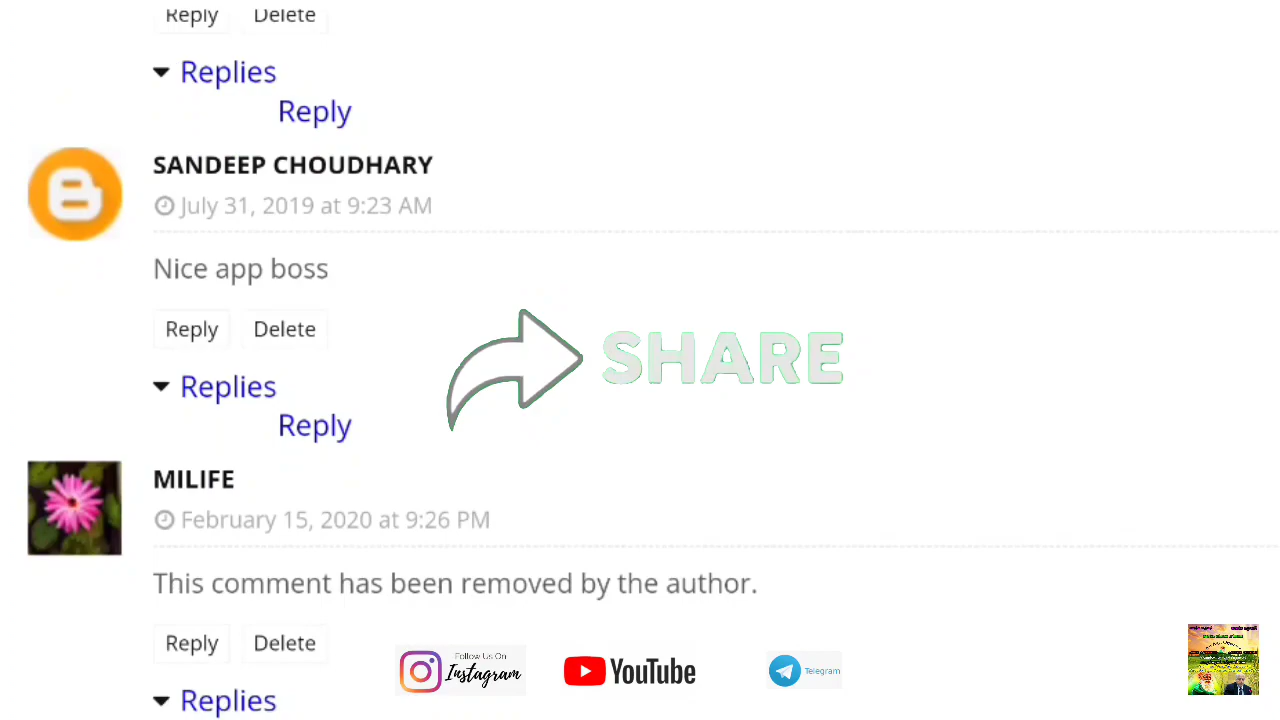 Reply Delete
Replies
Reply
SANDEEP CHOUDHARY
July 31, 2019 at 9:23 AM
Nice app boss
Reply Delete
SHARE
Replies
Reply
MILIFE
February 15, 2020 at 9:26 PM
This comment has been removed by the author.
Reply Delete
Follow Us On
Instagram
YouTube
Telegram
Replies